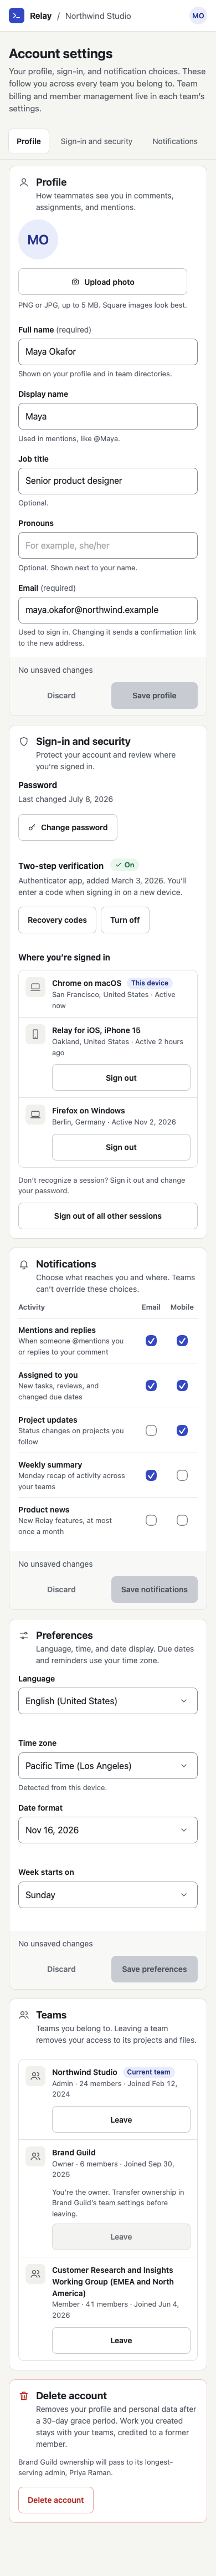 Relay / Northwind Studio MO
Account settings
Your profile, sign-in, and notification choices. These
follow you across every team you belong to. Team
billing and member management live in each team's
settings.
Profile Sign-in and security Notifications
Profile
How teammates see you in comments,
assignments, and mentions.
MO
Upload photo
PNG or JPG, up to 5 MB. Square images look best.
Full name (required)
Maya Okafor
Shown on your profile and in team directories.
Display name
Maya
Used in mentions, like @Maya.
Job title
Senior product designer
Optional.
Pronouns
For example, she/her
Optional. Shown next to your name.
Email (required)
maya.okafor@northwind.example
Used to sign in. Changing it sends a confirmation link
to the new address.
No unsaved changes
Discard Save profile
Sign-in and security
Protect your account and review where
you're signed in.
Password
Last changed July 8, 2026
Change password
Two-step verification On
Authenticator app, added March 3, 2026. You'll
enter a code when signing in on a new device.
Recovery codes Turn off
Where you're signed in
Chrome on macOS This device
San Francisco, United States · Active
now
Relay for iOS, iPhone 15
Oakland, United States · Active 2 hours
ago
Sign out
Firefox on Windows
Berlin, Germany · Active Nov 2, 2026
Sign out
Don't recognize a session? Sign it out and change
your password.
Sign out of all other sessions
Notifications
Choose what reaches you and where. Teams
can't override these choices.
Activity Email Mobile
Mentions and replies
When someone @mentions you
or replies to your comment
Assigned to you
New tasks, reviews, and
changed due dates
Project updates
Status changes on projects you
follow
Weekly summary
Monday recap of activity across
your teams
Product news
New Relay features, at most
once a month
No unsaved changes
Discard Save notifications
Preferences
Language, time, and date display. Due dates
and reminders use your time zone.
Language
English (United States)
Time zone
Pacific Time (Los Angeles)
Detected from this device.
Date format
Nov 16, 2026
Week starts on
Sunday
No unsaved changes
Discard Save preferences
Teams
Teams you belong to. Leaving a team
removes your access to its projects and files.
Northwind Studio Current team
Admin · 24 members · Joined Feb 12,
2024
Leave
Brand Guild
Owner · 6 members · Joined Sep 30,
2025
You're the owner. Transfer ownership in
Brand Guild's team settings before
leaving.
Leave
Customer Research and Insights
Working Group (EMEA and North
America)
Member · 41 members · Joined Jun 4,
2026
Leave
Delete account
Removes your profile and personal data after
a 30-day grace period. Work you created
stays with your teams, credited to a former
member.
Brand Guild ownership will pass to its longest-
serving admin, Priya Raman.
Delete account